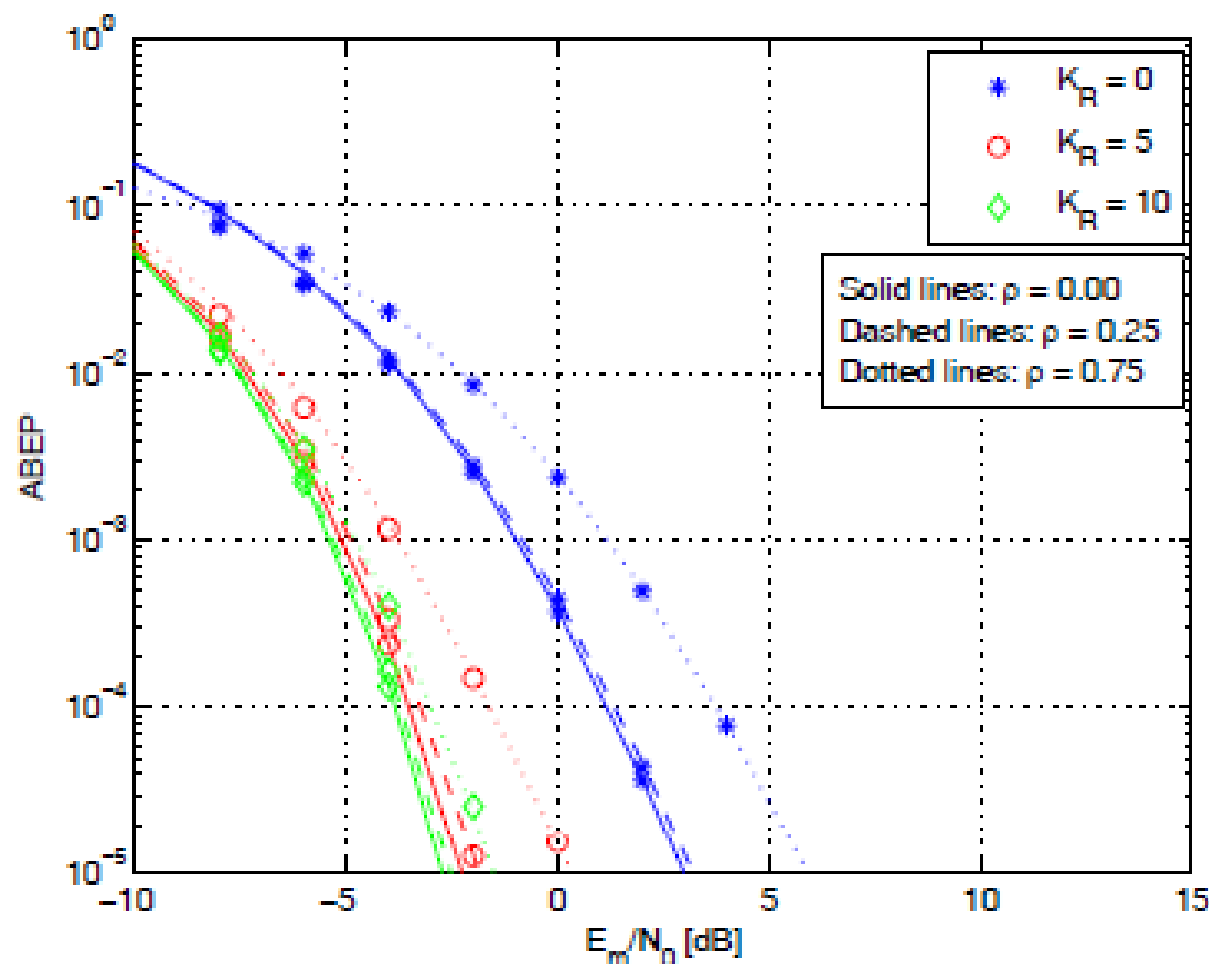 10^0
10^-1
10^-2
10^-3
10^-4
10^-5
ABEP
-10
-5
0
5
10
15
E_m/N_0 [dB]
K_R = 0
K_R = 5
K_R = 10
Solid lines: ρ = 0.00
Dashed lines: ρ = 0.25
Dotted lines: ρ = 0.75